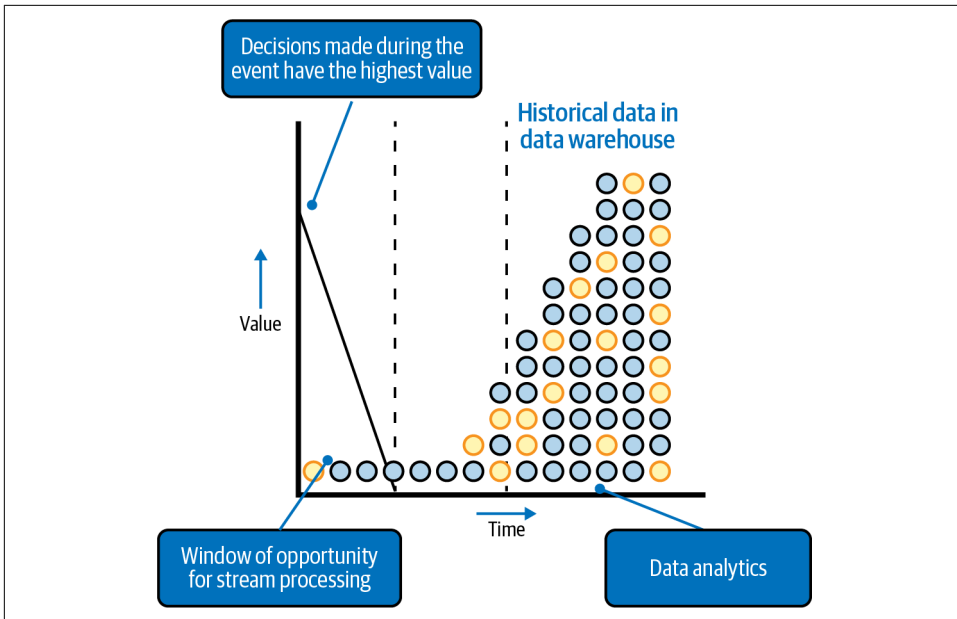 Decisions made during the
event have the highest value
Historical data in
data warehouse
Value
Time
Window of opportunity
for stream processing
Data analytics